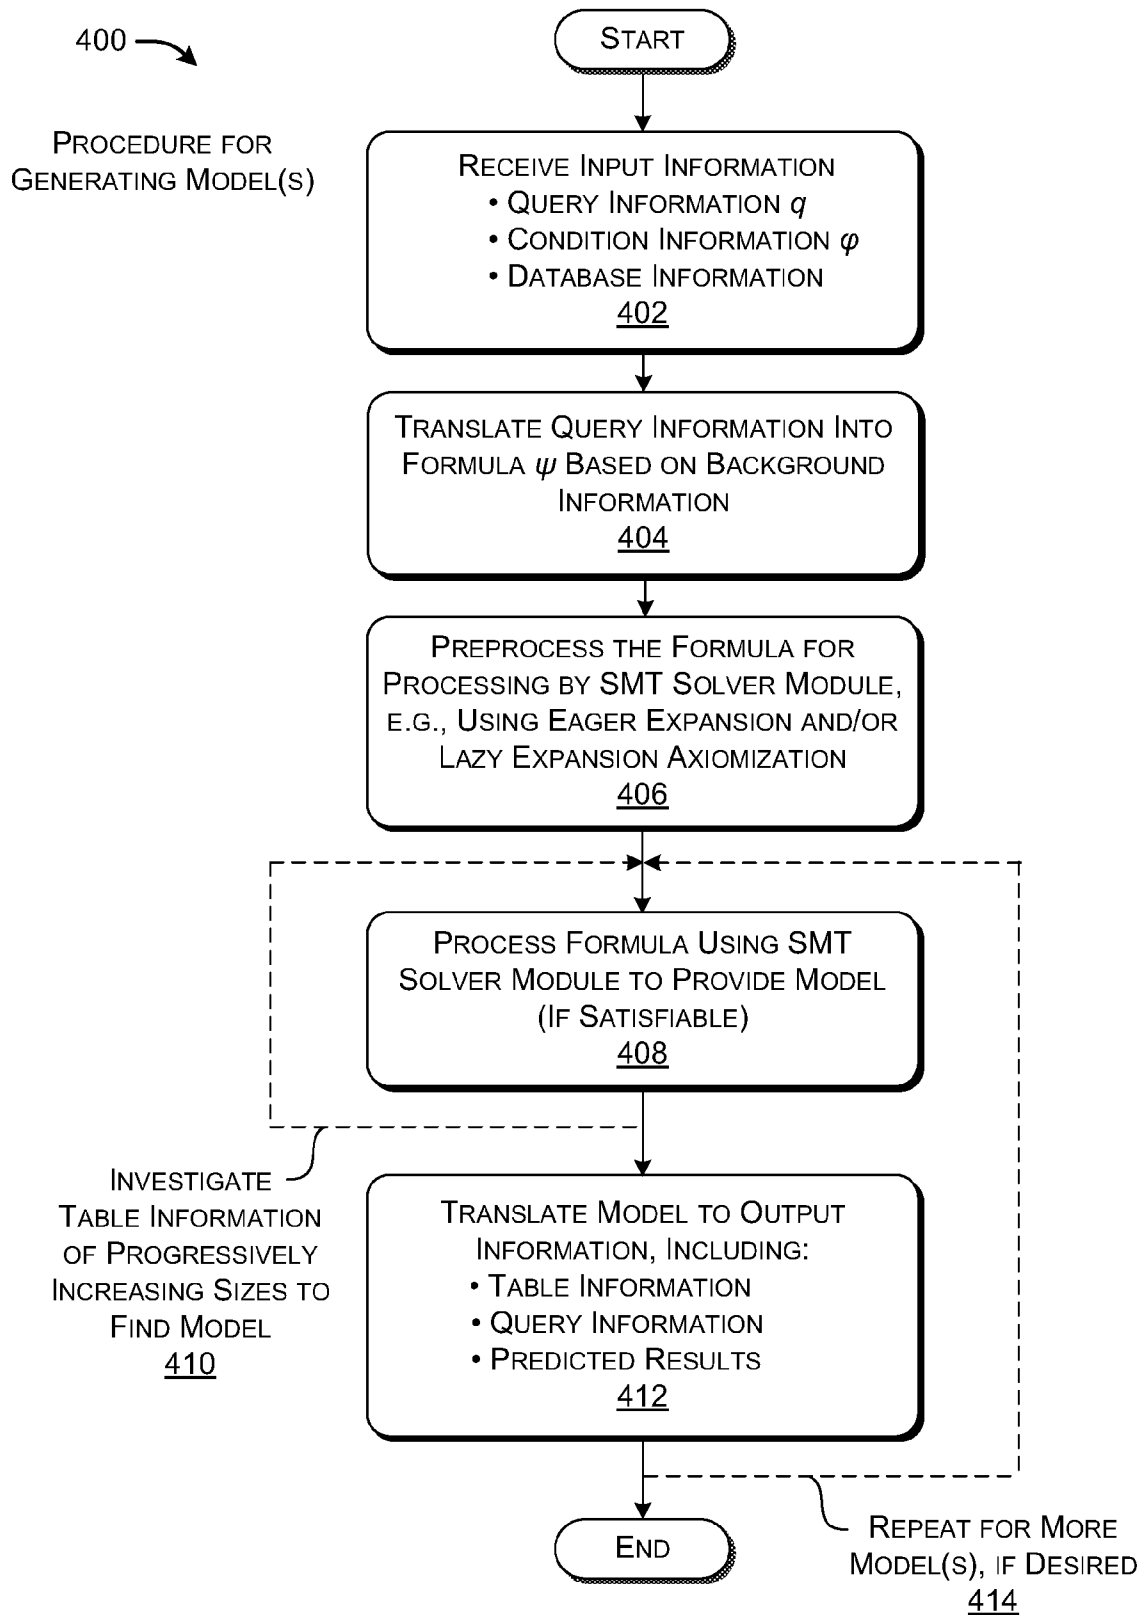 400
START
PROCEDURE FOR
GENERATING MODEL(S)
RECEIVE INPUT INFORMATION
• QUERY INFORMATION q
• CONDITION INFORMATION φ
• DATABASE INFORMATION
402
TRANSLATE QUERY INFORMATION INTO
FORMULA ψ BASED ON BACKGROUND
INFORMATION
404
PREPROCESS THE FORMULA FOR
PROCESSING BY SMT SOLVER MODULE,
E.G., USING EAGER EXPANSION AND/OR
LAZY EXPANSION AXIOMIZATION
406
PROCESS FORMULA USING SMT
SOLVER MODULE TO PROVIDE MODEL
(IF SATISFIABLE)
408
INVESTIGATE
TABLE INFORMATION
OF PROGRESSIVELY
INCREASING SIZES TO
FIND MODEL
410
TRANSLATE MODEL TO OUTPUT
INFORMATION, INCLUDING:
• TABLE INFORMATION
• QUERY INFORMATION
• PREDICTED RESULTS
412
END
REPEAT FOR MORE
MODEL(S), IF DESIRED
414